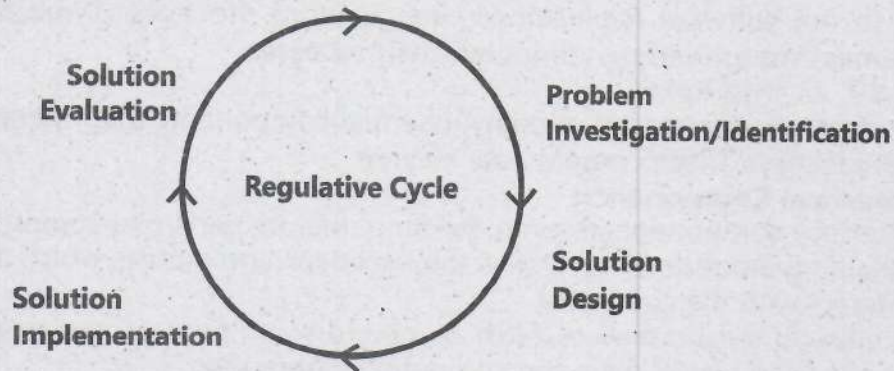 Solution
Evaluation
Problem
Investigation/Identification
Regulative Cycle
Solution
Design
Solution
Implementation